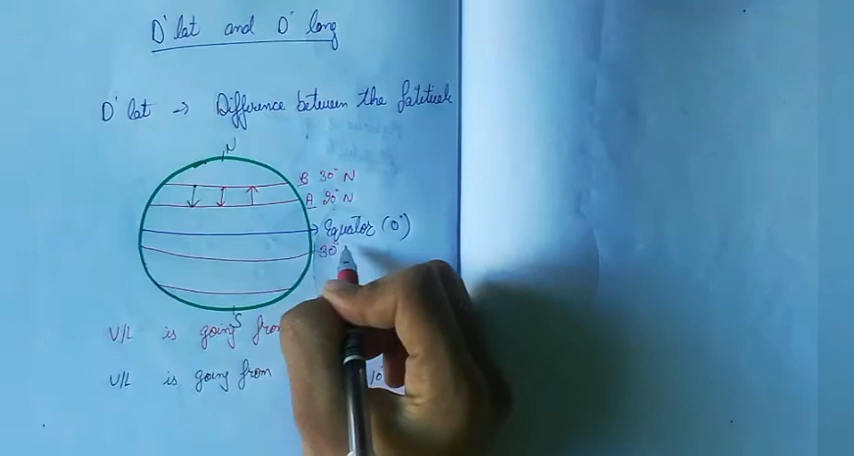 D' lat and D' long
D' lat → Difference between the Latitude
N
B 30° N
A 20° N
Equator (0°)
30°
S
V/L is going from
V/L is going from 10°